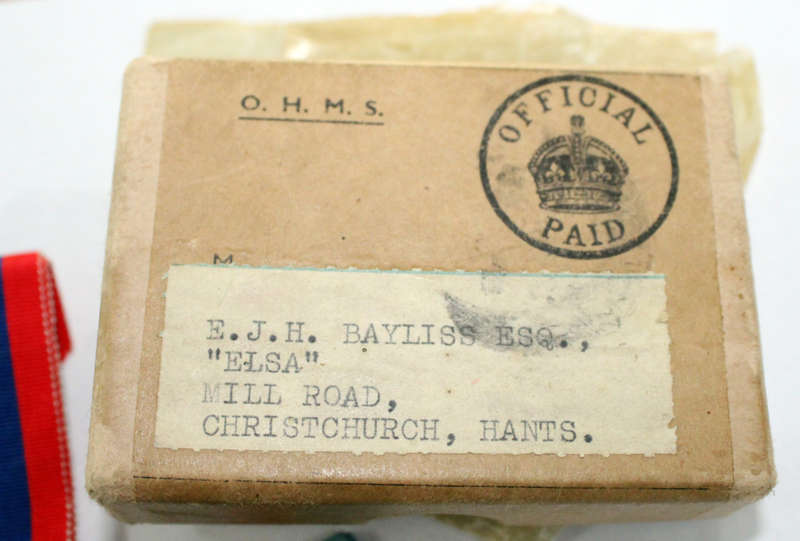 O. H. M. S.
OFFICIAL
PAID
M
E.J.H. BAYLISS ESQ.,
"ELSA"
MILL ROAD,
CHRISTCHURCH, HANTS.